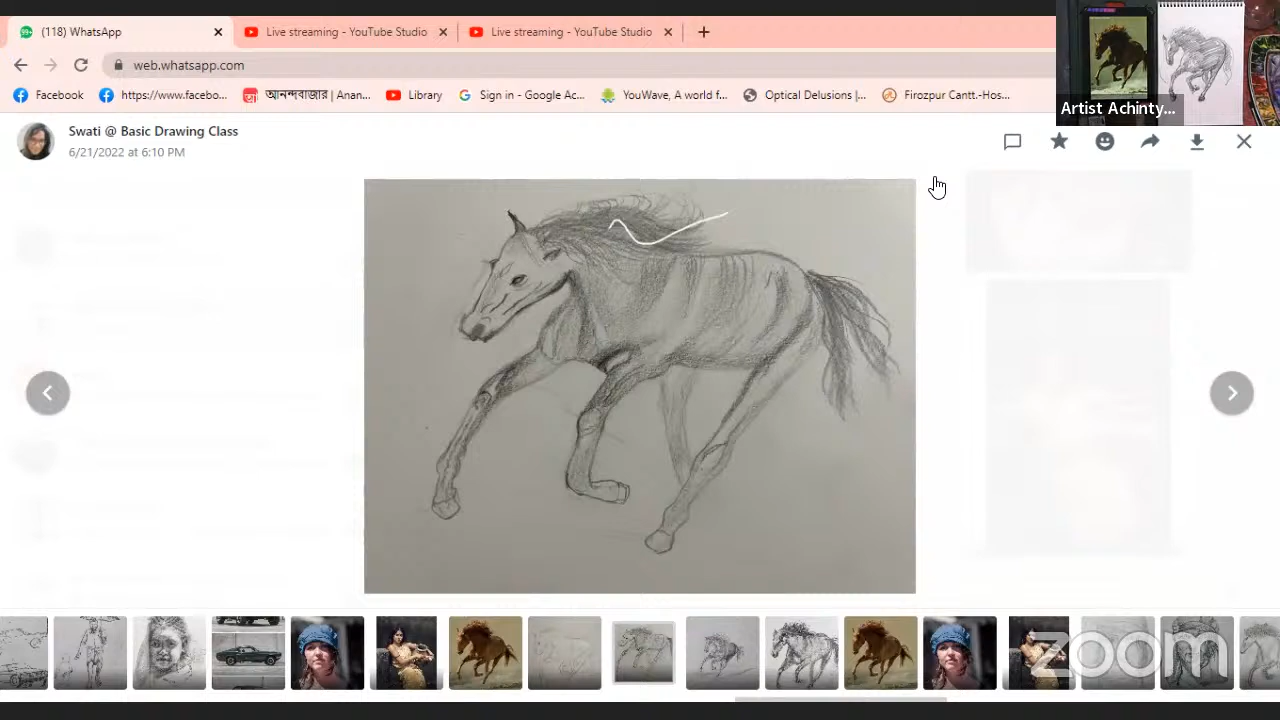 (118) WhatsApp
Live streaming - YouTube Studio
Live streaming - YouTube Studio
web.whatsapp.com
Facebook
https://www.facebo...
আনন্দবাজার | Anan...
Library
Sign in - Google Ac...
YouWave, A world f...
Optical Delusions |...
Firozpur Cantt.-Hos...
Artist Achinty...
Swati @ Basic Drawing Class
6/21/2022 at 6:10 PM
zoom